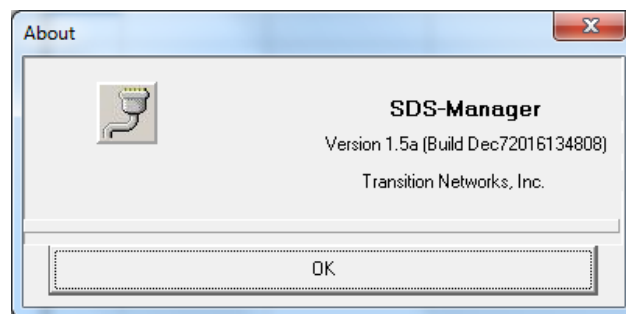 About
SDS-Manager
Version 1.5a (Build Dec72016134808)
Transition Networks, Inc.
OK